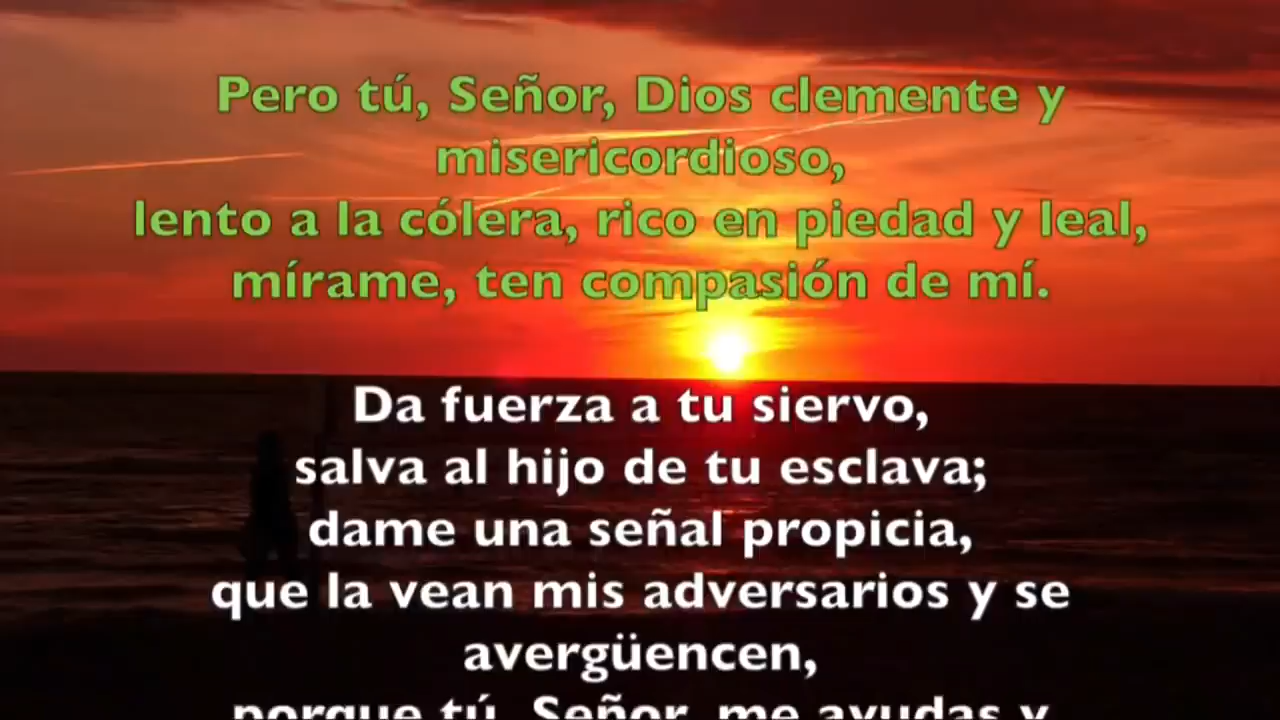 Pero tú, Señor, Dios clemente y
misericordioso,
lento a la cólera, rico en piedad y leal,
mírame, ten compasión de mí.
Da fuerza a tu siervo,
salva al hijo de tu esclava;
dame una señal propicia,
que la vean mis adversarios y se
avergüencen,
porque tú, Señor, me ayudas y